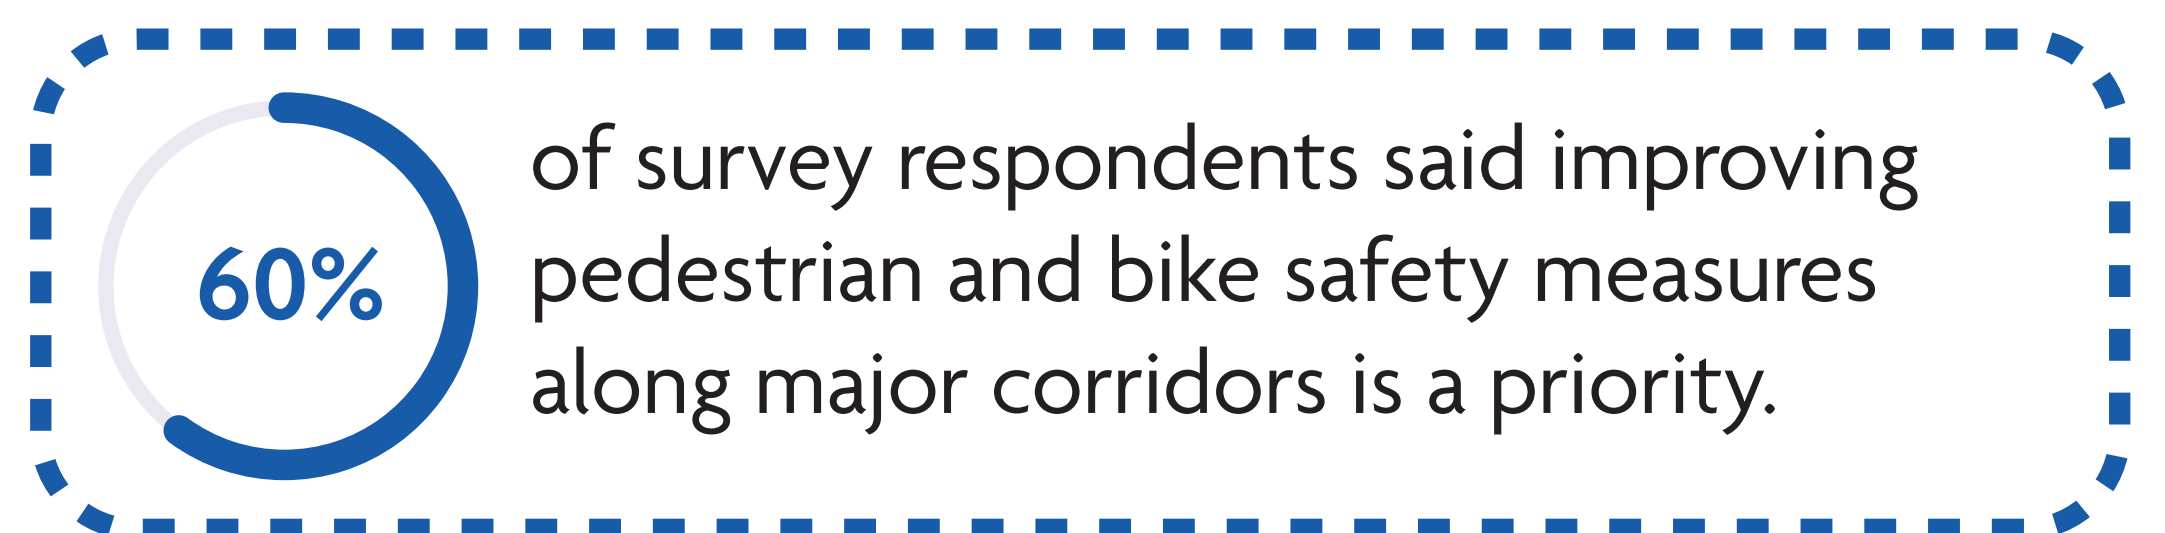 60%
of survey respondents said improving
pedestrian and bike safety measures
along major corridors is a priority.